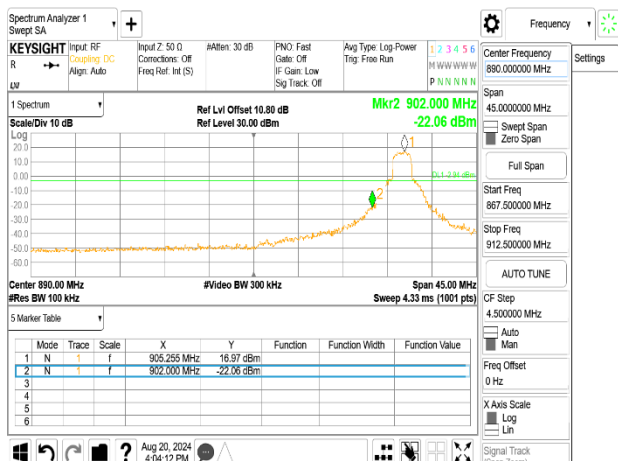 Spectrum Analyzer 1
Swept SA
Frequency
KEYSIGHT
R
Input: RF
Coupling: DC
Align: Auto
Input Z: 50 Ω
Corrections: Off
Freq Ref: Int (S)
#Atten: 30 dB
PNO: Fast
Gate: Off
IF Gain: Low
Sig Track: Off
Avg Type: Log-Power
Trig: Free Run
1 2 3 4 5 6
M W W W W W
P N N N N N
1 Spectrum
Scale/Div 10 dB
Ref Lvl Offset 10.80 dB
Ref Level 30.00 dBm
Mkr2 902.000 MHz
-22.06 dBm
Log
20.0
10.0
0.00
-10.0
-20.0
-30.0
-40.0
-50.0
-60.0
1
2
Center 890.00 MHz
#Res BW 100 kHz
#Video BW 300 kHz
Span 45.00 MHz
Sweep 4.33 ms (1001 pts)
5 Marker Table
Mode Trace Scale X Y Function Function Width Function Value
1 N 1 f 905.255 MHz 16.97 dBm
2 N 1 f 902.000 MHz -22.06 dBm
3
4
5
6
Aug 20, 2024
4:04:12 PM
Center Frequency
890.000000 MHz
Span
45.0000000 MHz
Swept Span
Zero Span
Full Span
Start Freq
867.500000 MHz
Stop Freq
912.500000 MHz
AUTO TUNE
CF Step
4.500000 MHz
Auto
Man
Freq Offset
0 Hz
X Axis Scale
Log
Lin
Signal Track
Settings